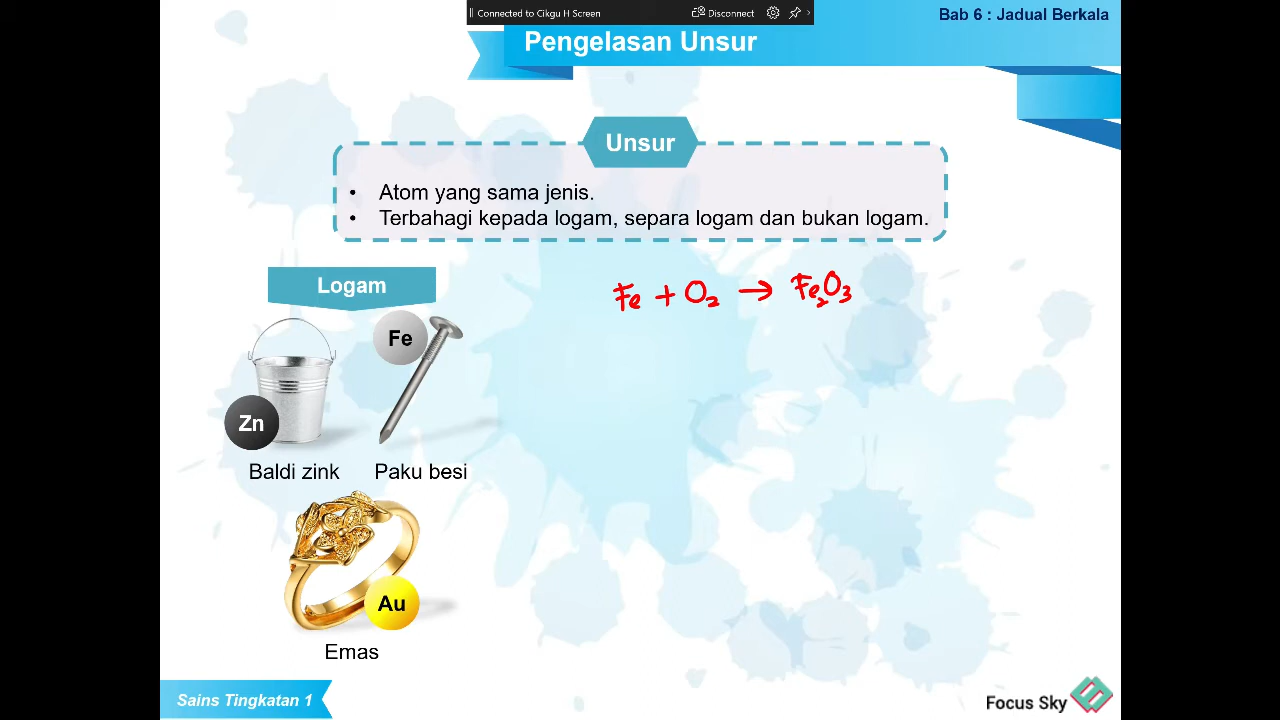 Connected to Cikgu H Screen
Disconnect
Bab 6 : Jadual Berkala
Pengelasan Unsur
Unsur
• Atom yang sama jenis.
• Terbahagi kepada logam, separa logam dan bukan logam.
Logam
Fe + O₂ → Fe₂O₃
Fe
Zn
Baldi zink
Paku besi
Au
Emas
Sains Tingkatan 1
Focus Sky